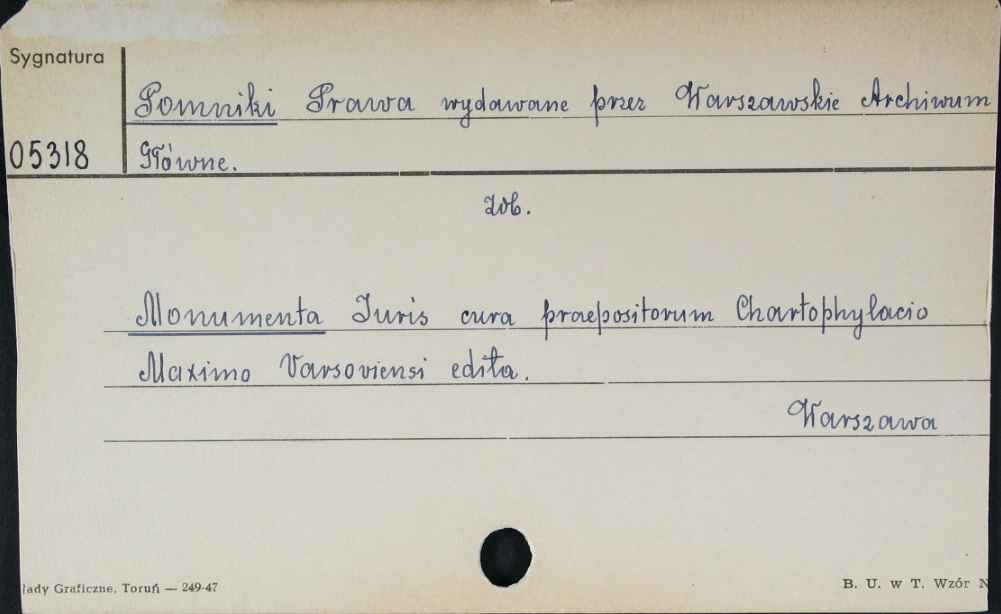 Sygnatura
Pomniki Prawa wydawane przez Warszawskie Archiwum
05318 Główne.
zob.
Monumenta Iuris cura praepositorum Chartophylacio
Maximo Varsoviensi edita.
Warszawa
łady Graficzne, Toruń — 249-47
B. U. w T. Wzór N